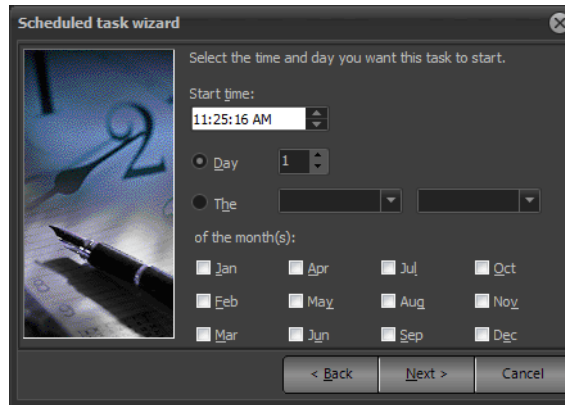 Scheduled task wizard
Select the time and day you want this task to start.
Start time:
11:25:16 AM
Day 1
The
of the month(s):
Jan Apr Jul Oct
Feb May Aug Nov
Mar Jun Sep Dec
< Back Next > Cancel
2